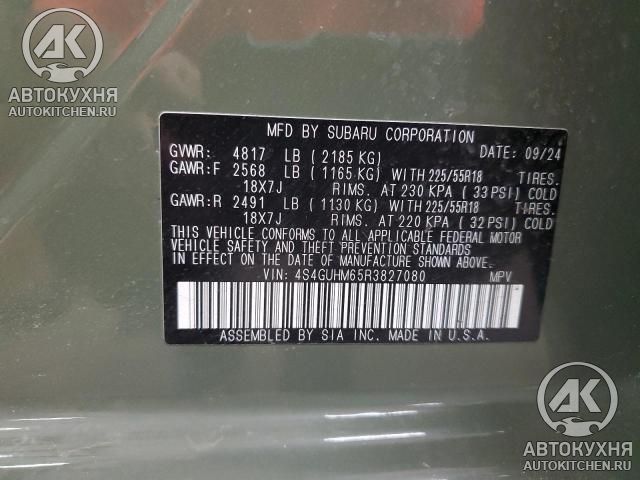 АК
АВТОКУХНЯ
AUTOKITCHEN.RU
MFD BY SUBARU CORPORATION
GVWR: 4817 LB ( 2185 KG) DATE: 09/24
GAWR:F 2568 LB ( 1165 KG) WITH 225/55R18 TIRES.
18X7J RIMS. AT 230 KPA ( 33 PSI) COLD
GAWR:R 2491 LB ( 1130 KG) WITH 225/55R18 TIRES.
18X7J RIMS. AT 220 KPA ( 32 PSI) COLD
THIS VEHICLE CONFORMS TO ALL APPLICABLE FEDERAL MOTOR
VEHICLE SAFETY AND THEFT PREVENTION STANDARDS
IN EFFECT ON THE DATE OF MANUFACTURE SHOWN ABOVE.
VIN: 4S4GUHM65R3827080 MPV
ASSEMBLED BY SIA INC. MADE IN U.S.A.
АК
АВТОКУХНЯ
AUTOKITCHEN.RU